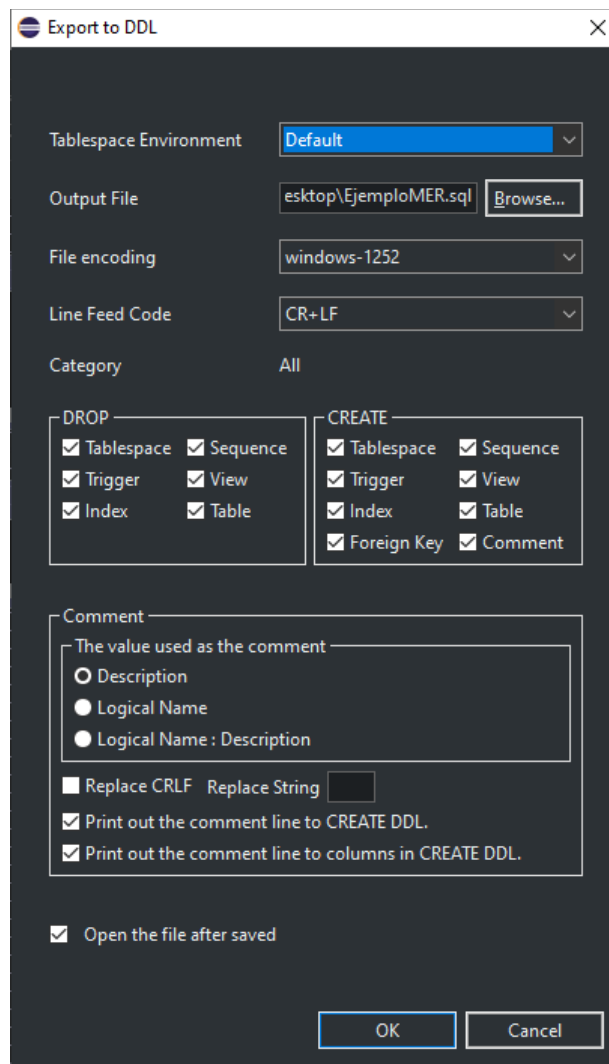 Export to DDL
Tablespace Environment Default
Output File esktop\EjemploMER.sql Browse...
File encoding windows-1252
Line Feed Code CR+LF
Category All
DROP CREATE
Tablespace Sequence Tablespace Sequence
Trigger View Trigger View
Index Table Index Table
Foreign Key Comment
Comment
The value used as the comment
Description
Logical Name
Logical Name : Description
Replace CRLF Replace String
Print out the comment line to CREATE DDL.
Print out the comment line to columns in CREATE DDL.
Open the file after saved
OK Cancel